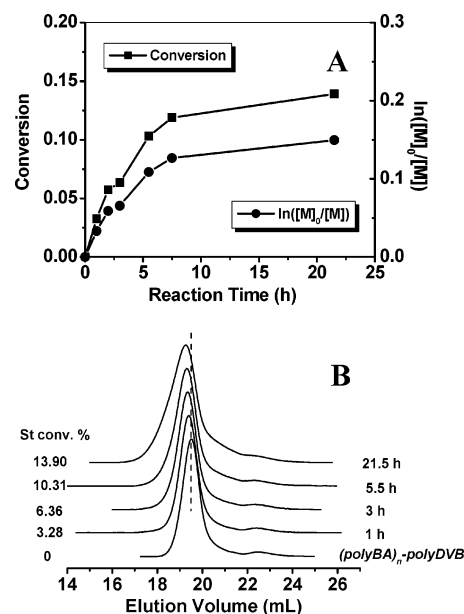 A
Conversion
ln([M]0/[M])
Conversion
ln([M]0/[M])
0.20
0.15
0.10
0.05
0.00
0.3
0.2
0.1
0.0
0 5 10 15 20 25
Reaction Time (h)
B
St conv. %
13.90 21.5 h
10.31 5.5 h
6.36 3 h
3.28 1 h
0 (polyBA)n-polyDVB
14 16 18 20 22 24 26
Elution Volume (mL)